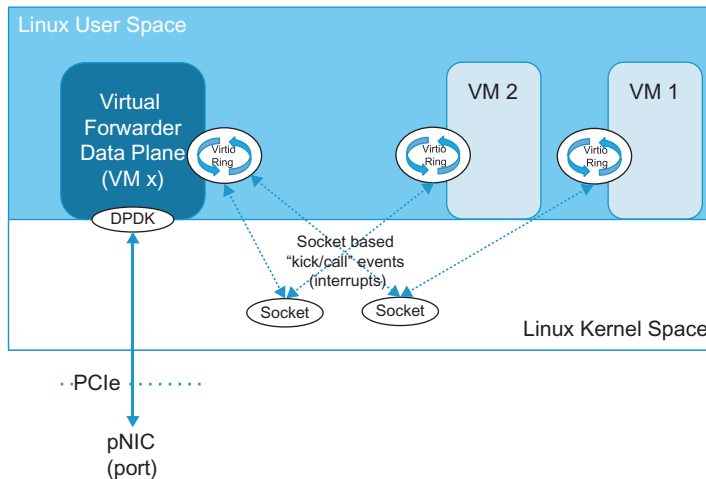 Linux User Space
Virtual
Forwarder
Data Plane
(VM x)
Virtio
Ring
DPDK
VM 2
Virtio
Ring
VM 1
Virtio
Ring
Socket based
“kick/call” events
(interrupts)
Socket
Socket
Linux Kernel Space
PCIe
pNIC
(port)